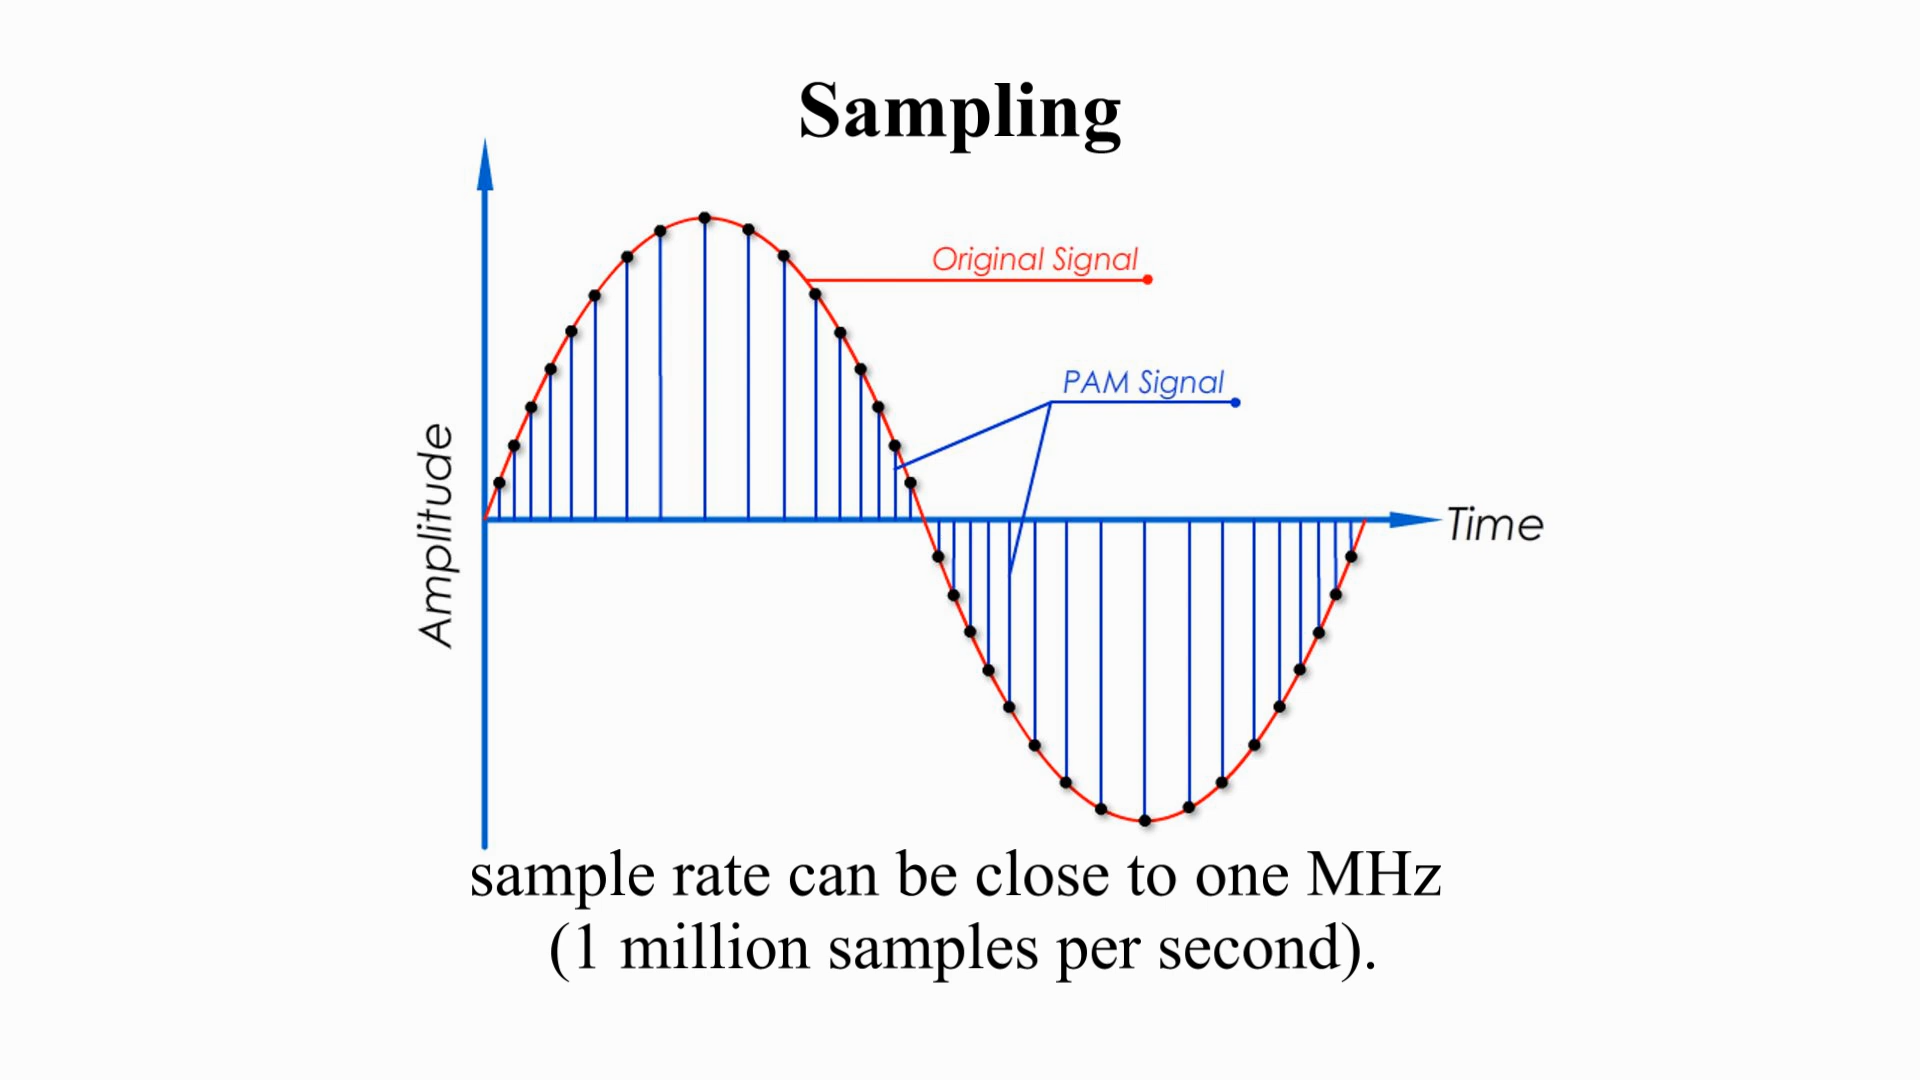 Sampling
Original Signal
PAM Signal
Amplitude
Time
sample rate can be close to one MHz
(1 million samples per second).